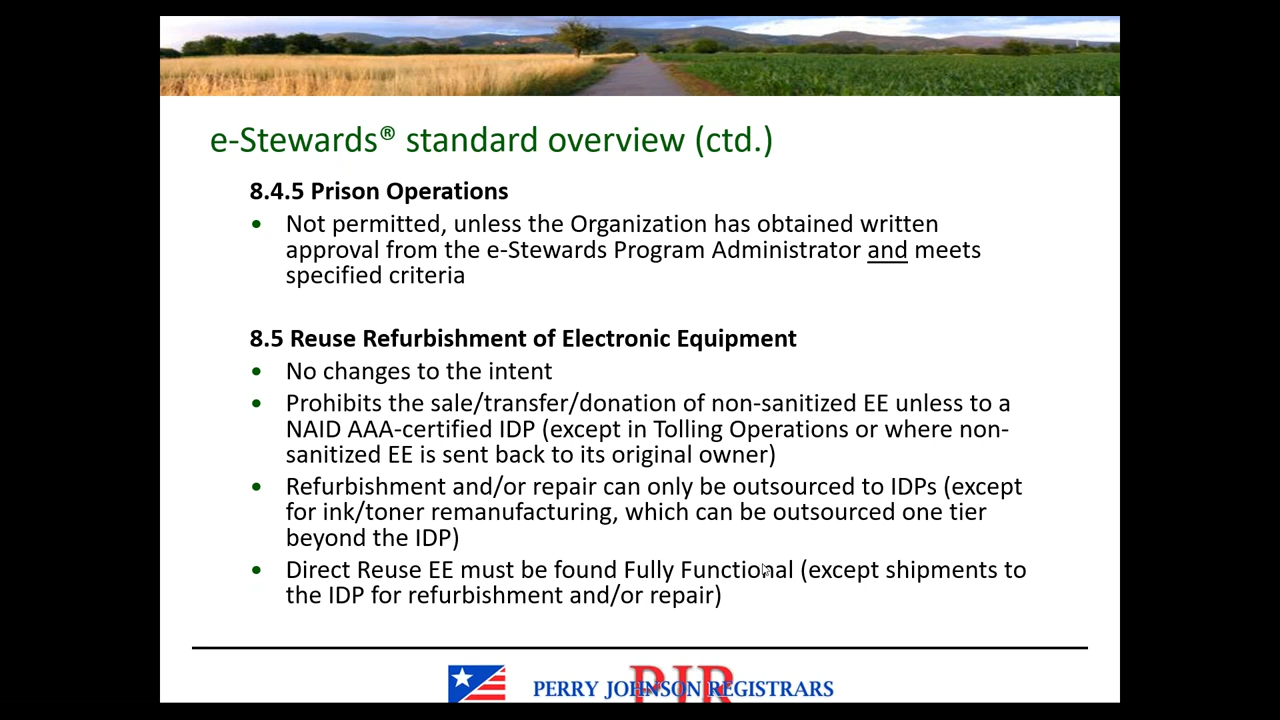 e-Stewards® standard overview (ctd.)
8.4.5 Prison Operations
• Not permitted, unless the Organization has obtained written
approval from the e-Stewards Program Administrator and meets
specified criteria
8.5 Reuse Refurbishment of Electronic Equipment
• No changes to the intent
• Prohibits the sale/transfer/donation of non-sanitized EE unless to a
NAID AAA-certified IDP (except in Tolling Operations or where non-
sanitized EE is sent back to its original owner)
• Refurbishment and/or repair can only be outsourced to IDPs (except
for ink/toner remanufacturing, which can be outsourced one tier
beyond the IDP)
• Direct Reuse EE must be found Fully Functional (except shipments to
the IDP for refurbishment and/or repair)
PJR
PERRY JOHNSON REGISTRARS